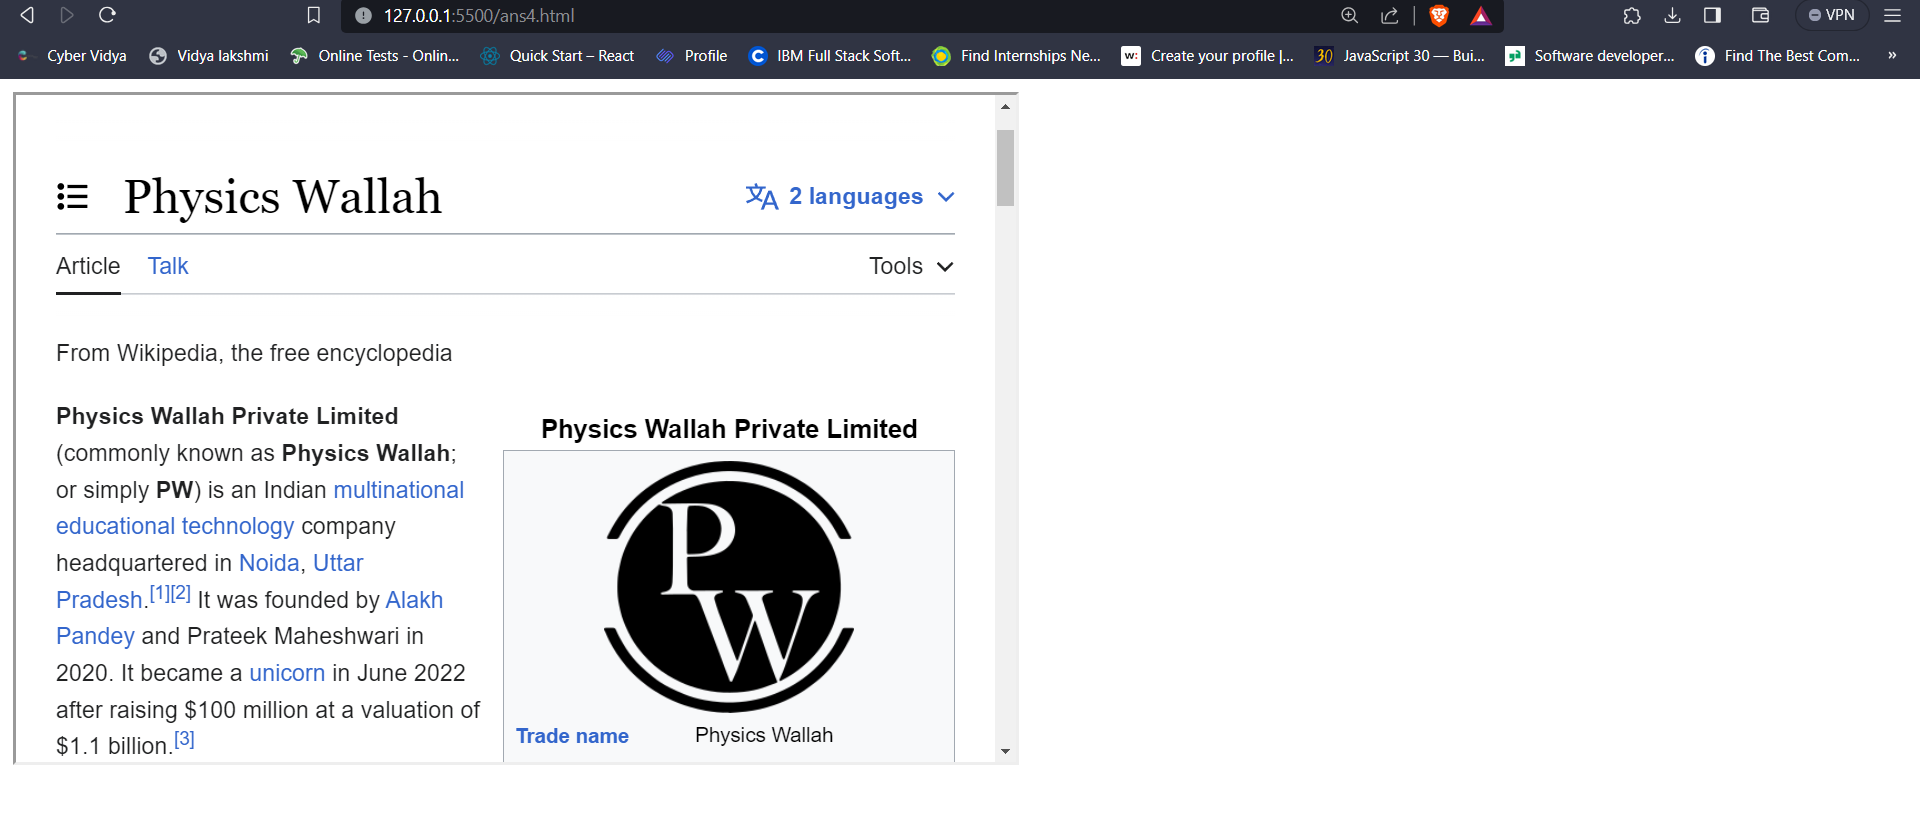 127.0.0.1:5500/ans4.html
VPN
Cyber Vidya Vidya lakshmi Online Tests - Onlin... Quick Start – React Profile IBM Full Stack Soft... Find Internships Ne... w: Create your profile |... 30 JavaScript 30 — Bui... Software developer... Find The Best Com... »
Physics Wallah
文A 2 languages
Article Talk Tools
From Wikipedia, the free encyclopedia
Physics Wallah Private Limited
(commonly known as Physics Wallah;
or simply PW) is an Indian multinational
educational technology company
headquartered in Noida, Uttar
Pradesh.[1][2] It was founded by Alakh
Pandey and Prateek Maheshwari in
2020. It became a unicorn in June 2022
after raising $100 million at a valuation of
$1.1 billion.[3]
Physics Wallah Private Limited
P
W
Trade name Physics Wallah